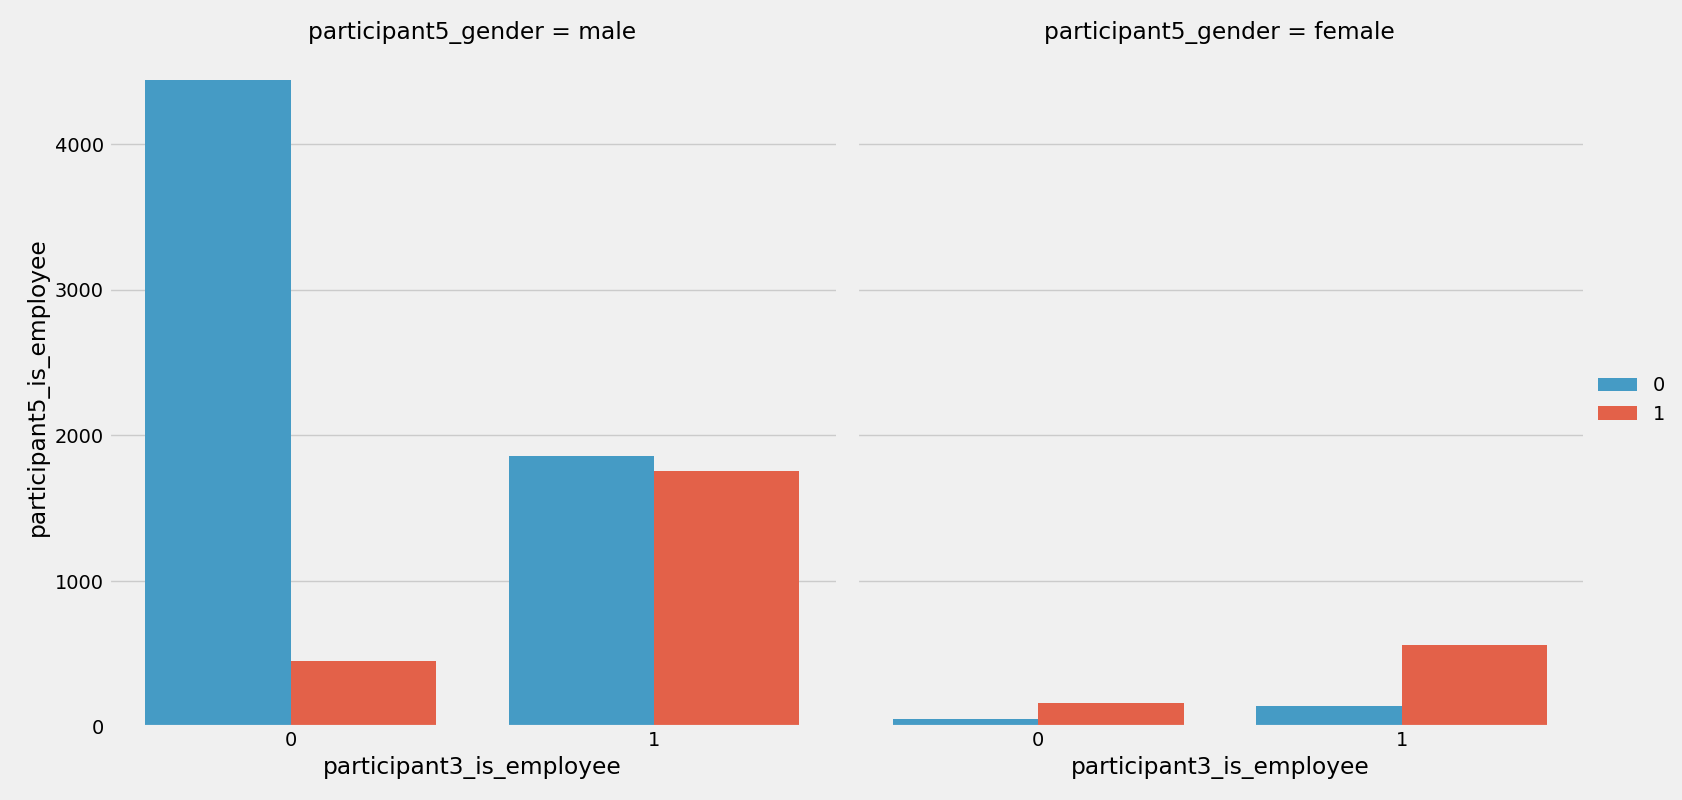 participant5_gender = male
participant5_gender = female
participant5_is_employee
4000
3000
2000
1000
0
0
1
participant3_is_employee
0
1
participant3_is_employee
0
1